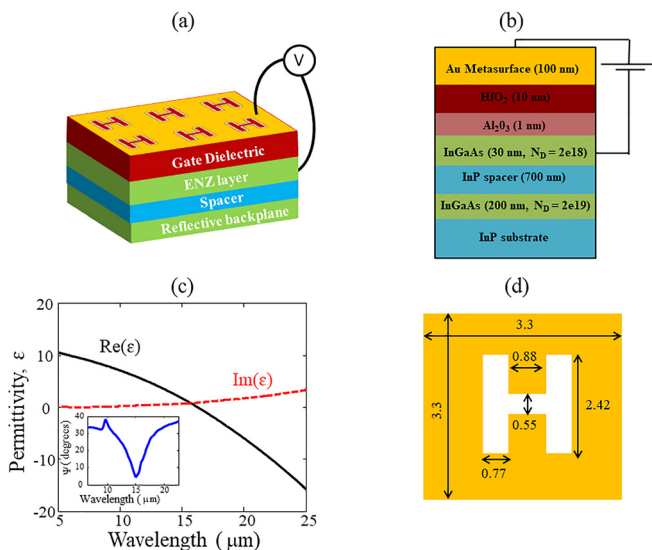 (a)
V
Gate Dielectric
ENZ layer
Spacer
Reflective backplane
(b)
Au Metasurface (100 nm)
HfO2 (10 nm)
Al203 (1 nm)
InGaAs (30 nm, ND = 2e18)
InP spacer (700 nm)
InGaAs (200 nm, ND = 2e19)
InP substrate
(c)
Permittivity, ε
20
10
0
-10
-20
Re(ε)
Im(ε)
Ψ (degrees)
40
30
20
10
0
10 15 20
Wavelength ( μm)
5 10 15 20 25
Wavelength ( μm)
(d)
3.3
3.3
0.88
0.55
2.42
0.77